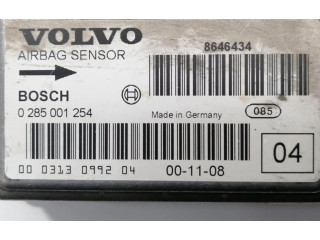 VOLVO
AIRBAG SENSOR
8646434
BOSCH
0 285 001 254
Made in Germany
085
00 0313 0992 04
00-11-08
04